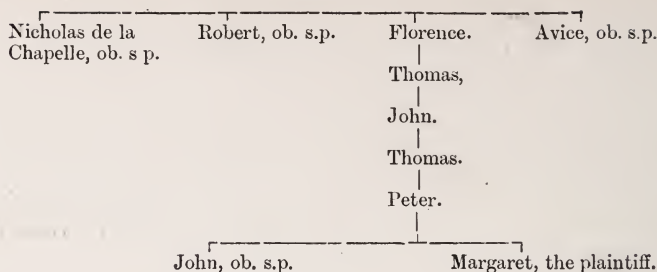 Nicholas de la Chapelle, ob. s p.
Robert, ob. s.p.
Florence.
Avice, ob. s.p.
Thomas,
John.
Thomas.
Peter.
John, ob. s.p.
Margaret, the plaintiff.